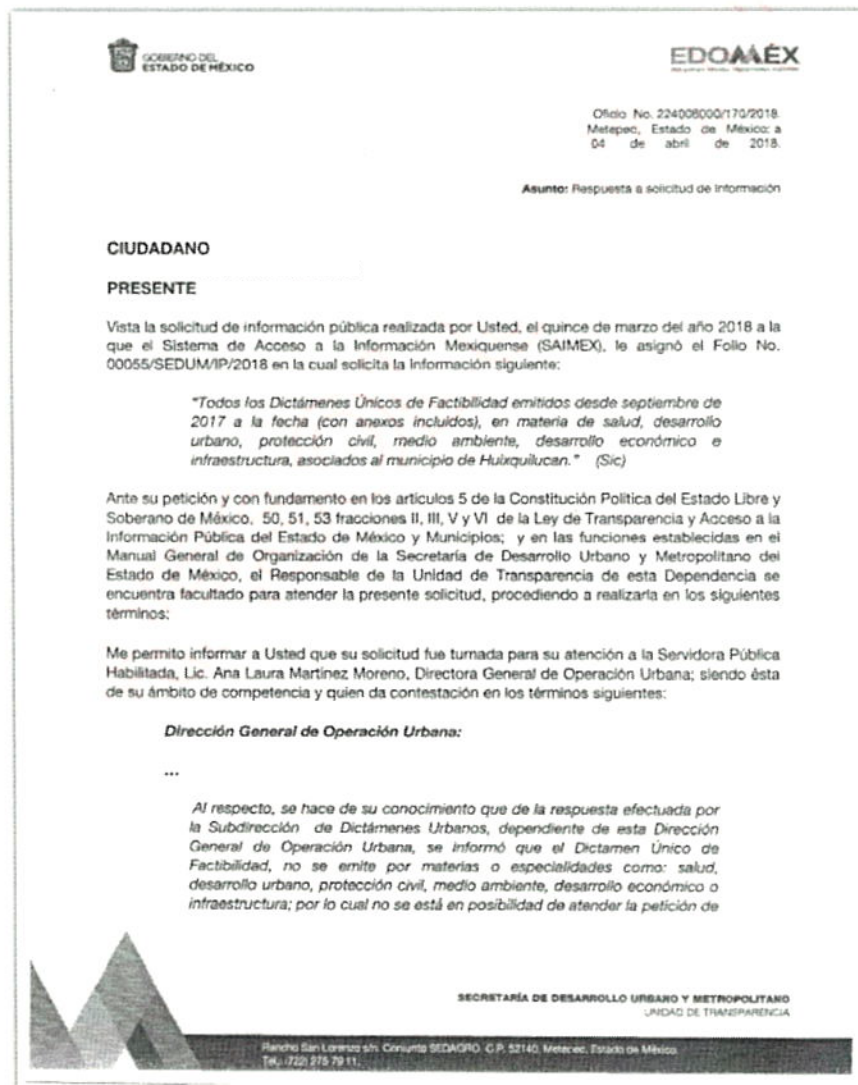 GOBIERNO DEL
ESTADO DE MÉXICO
EDOMÉX
Oficio No. 224006000/170/2018.
Metepec, Estado de México; a
04 de abril de 2018.
Asunto: Respuesta a solicitud de Información
CIUDADANO
PRESENTE
Vista la solicitud de información pública realizada por Usted, el quince de marzo del año 2018 a la
que el Sistema de Acceso a la Información Mexiquense (SAIMEX), le asignó el Folio No.
00055/SEDUM/IP/2018 en la cual solicita la información siguiente:
"Todos los Dictámenes Únicos de Factibilidad emitidos desde septiembre de
2017 a la fecha (con anexos incluidos), en materia de salud, desarrollo
urbano, protección civil, medio ambiente, desarrollo económico e
infraestructura, asociados al municipio de Huixquilucan." (Sic)
Ante su petición y con fundamento en los artículos 5 de la Constitución Política del Estado Libre y
Soberano de México, 50, 51, 53 fracciones II, III, V y VI de la Ley de Transparencia y Acceso a la
Información Pública del Estado de México y Municipios; y en las funciones establecidas en el
Manual General de Organización de la Secretaría de Desarrollo Urbano y Metropolitano del
Estado de México, el Responsable de la Unidad de Transparencia de esta Dependencia se
encuentra facultado para atender la presente solicitud, procediendo a realizarla en los siguientes
términos:
Me permito informar a Usted que su solicitud fue turnada para su atención a la Servidora Pública
Habilitada, Lic. Ana Laura Martínez Moreno, Directora General de Operación Urbana; siendo ésta
de su ámbito de competencia y quien da contestación en los términos siguientes:
Dirección General de Operación Urbana:
...
Al respecto, se hace de su conocimiento que de la respuesta efectuada por
la Subdirección de Dictámenes Urbanos, dependiente de esta Dirección
General de Operación Urbana, se informó que el Dictamen Único de
Factibilidad, no se emite por materias o especialidades como: salud,
desarrollo urbano, protección civil, medio ambiente, desarrollo económico o
infraestructura; por lo cual no se está en posibilidad de atender la petición de
SECRETARÍA DE DESARROLLO URBANO Y METROPOLITANO
UNIDAD DE TRANSPARENCIA
Rancho San Lorenzo s/n. Conjunto SEDAGRO. C.P. 52140, Metepec, Estado de México.
Tel.: (722) 275 79 11.